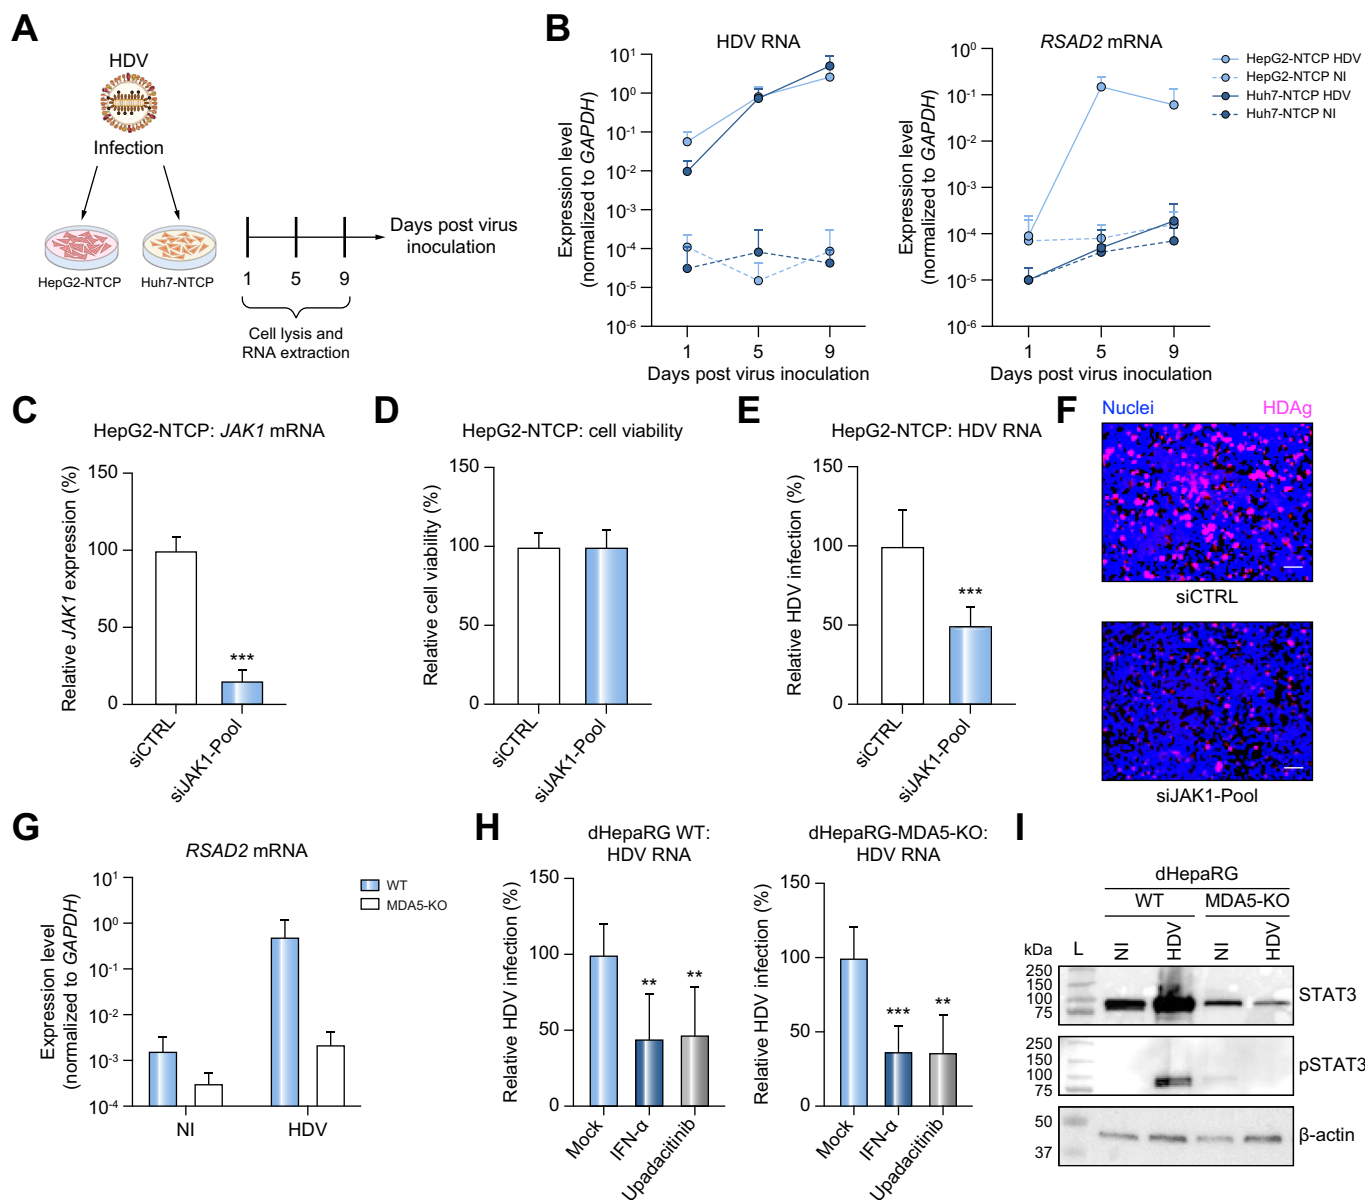 A
HDV
Infection
HepG2-NTCP
Huh7-NTCP
1
5
9
Days post virus
inoculation
Cell lysis and
RNA extraction
B
HDV RNA
Expression level
(normalized to GAPDH)
10¹
10⁰
10⁻¹
10⁻²
10⁻³
10⁻⁴
10⁻⁵
10⁻⁶
1
5
9
Days post virus inoculation
RSAD2 mRNA
Expression level
(normalized to GAPDH)
10⁰
10⁻¹
10⁻²
10⁻³
10⁻⁴
10⁻⁵
10⁻⁶
1
5
9
Days post virus inoculation
HepG2-NTCP HDV
HepG2-NTCP NI
Huh7-NTCP HDV
Huh7-NTCP NI
C
HepG2-NTCP: JAK1 mRNA
Relative JAK1 expression (%)
150
100
50
0
***
siCTRL
siJAK1-Pool
D
HepG2-NTCP: cell viability
Relative cell viability (%)
150
100
50
0
siCTRL
siJAK1-Pool
E
HepG2-NTCP: HDV RNA
Relative HDV infection (%)
150
100
50
0
***
siCTRL
siJAK1-Pool
F
Nuclei
HDAg
siCTRL
siJAK1-Pool
G
RSAD2 mRNA
Expression level
(normalized to GAPDH)
10¹
10⁰
10⁻¹
10⁻²
10⁻³
10⁻⁴
NI
HDV
WT
MDA5-KO
H
dHepaRG WT:
HDV RNA
Relative HDV infection (%)
150
100
50
0
**
**
Mock
IFN-α
Upadacitinib
dHepaRG-MDA5-KO:
HDV RNA
Relative HDV infection (%)
150
100
50
0
***
**
Mock
IFN-α
Upadacitinib
I
dHepaRG
WT
MDA5-KO
kDa
L
NI
HDV
NI
HDV
250
150
100
75
STAT3
250
150
100
75
pSTAT3
50
37
β-actin